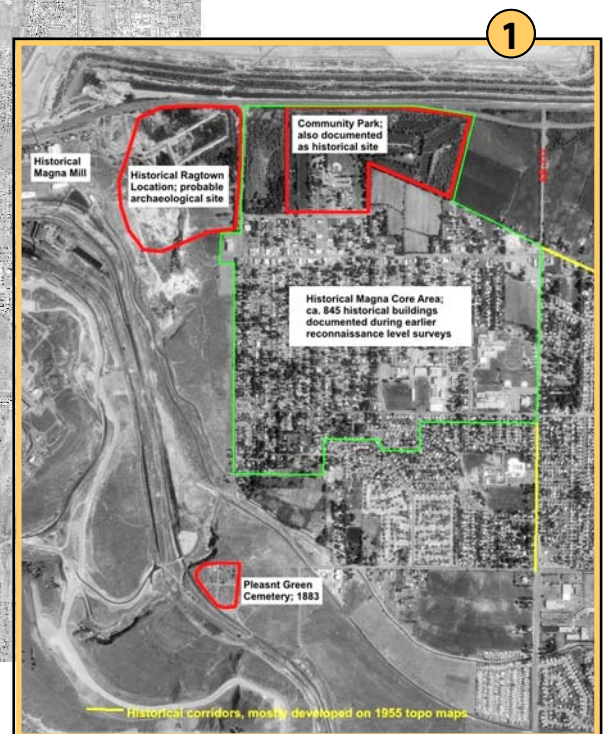 1
Community Park;
also documented
as historical site
Historical
Magna Mill
Historical Ragtown
Location; probable
archaeological site
Historical Magna Core Area;
ca. 845 historical buildings
documented during earlier
reconnaissance level surveys
Pleasnt Green
Cemetery; 1883
Historical corridors, mostly developed on 1955 topo maps